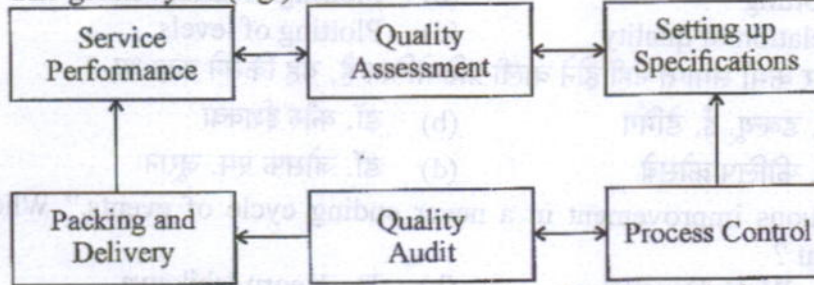 Service Performance
Quality Assessment
Setting up Specifications
Packing and Delivery
Quality Audit
Process Control